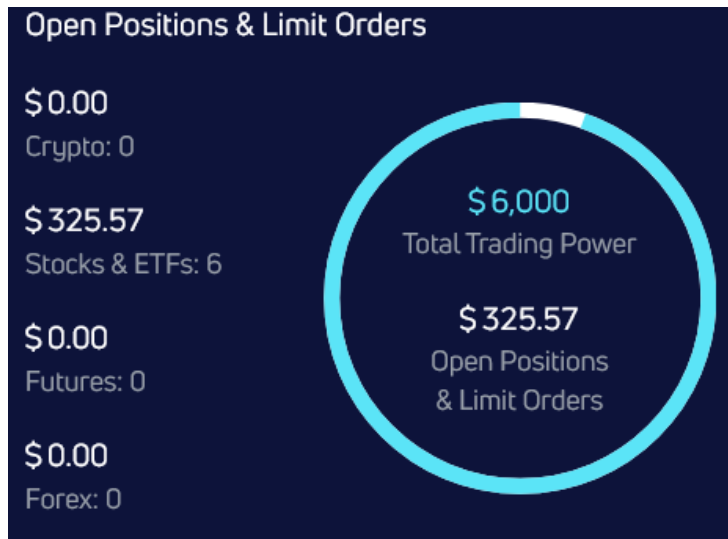 Open Positions & Limit Orders
$0.00
Crypto: 0
$325.57
Stocks & ETFs: 6
$0.00
Futures: 0
$0.00
Forex: 0
$6,000
Total Trading Power
$325.57
Open Positions
& Limit Orders